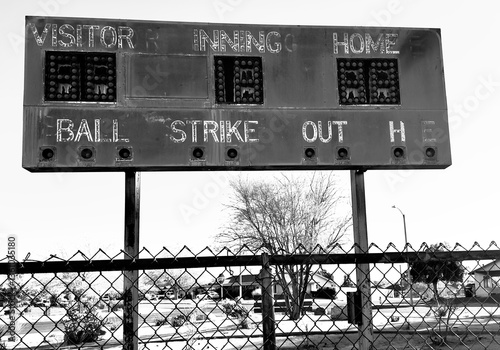 VISITOR INNING HOME
BALL STRIKE OUT H E